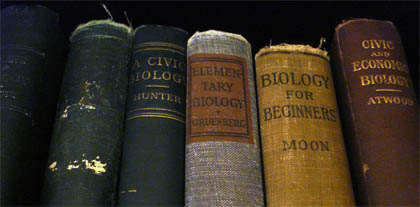 A CIVIC
BIOLOGY
HUNTER
ELEMEN-
TARY
BIOLOGY
GRUENBERG
BIOLOGY
FOR
BEGINNERS
MOON
CIVIC
AND
ECONOMIC
BIOLOGY
ATWOOD